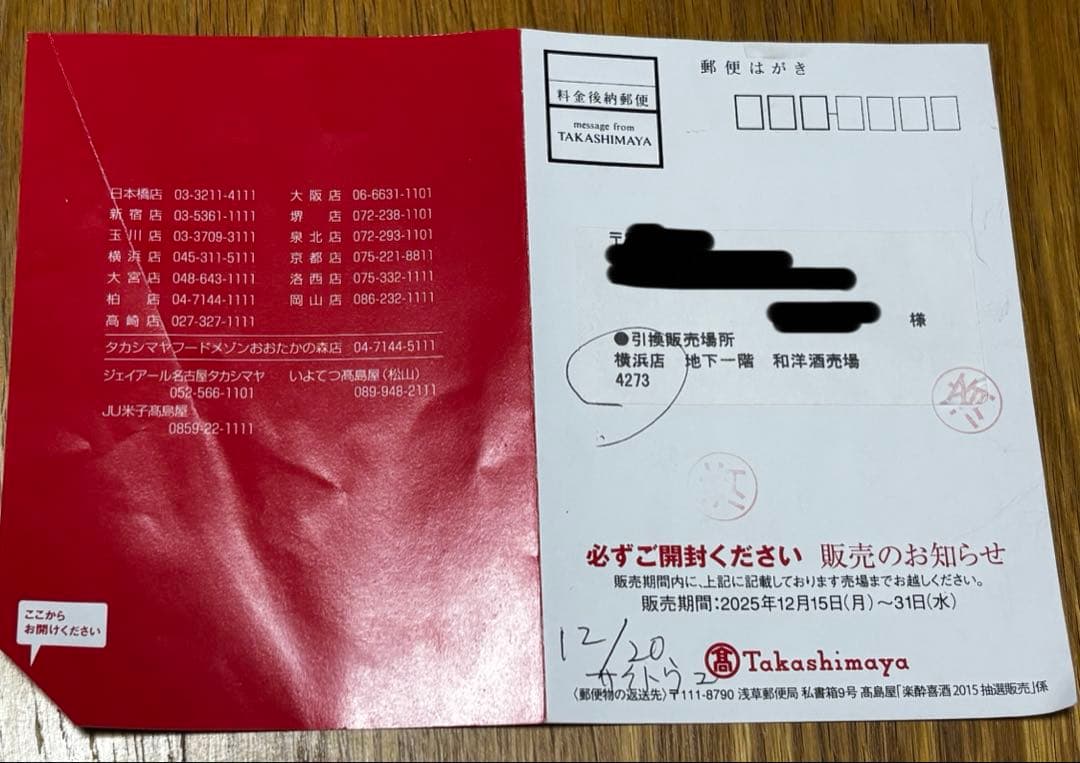 日本橋店 03-3211-4111
新宿店 03-5361-1111
玉川店 03-3709-3111
横浜店 045-311-5111
大宮店 048-643-1111
柏店 04-7144-1111
高崎店 027-327-1111
大阪店 06-6631-1101
堺店 072-238-1101
泉北店 072-293-1101
京都店 075-221-8811
洛西店 075-332-1111
岡山店 086-232-1111
タカシマヤフードメゾンおおたかの森店 04-7144-5111
ジェイアール名古屋タカシマヤ
052-566-1101
いよてつ髙島屋(松山)
089-948-2111
JU米子髙島屋
0859-22-1111
ここから
お開けください
郵便はがき
料金後納郵便
message from
TAKASHIMAYA
〒
様
●引換販売場所
横浜店 地下一階 和洋酒売場
4273
必ずご開封ください 販売のお知らせ
販売期間内に、上記に記載しております売場までお越しください。
販売期間：2025年12月15日(月)～31日(水)
12/20
サイトウ
髙 Takashimaya
〈郵便物の返送先〉〒111-8790 浅草郵便局 私書箱9号 髙島屋「楽酔喜酒2015 抽選販売」係